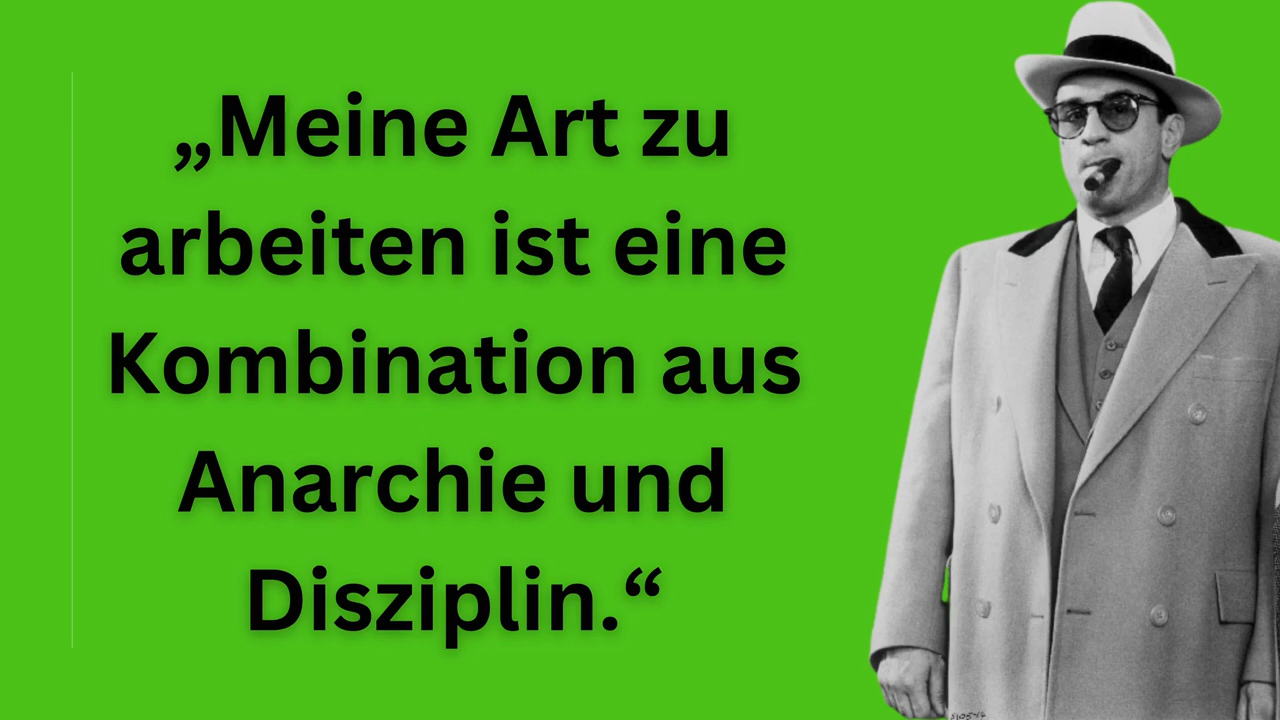 „Meine Art zu
arbeiten ist eine
Kombination aus
Anarchie und
Disziplin.“